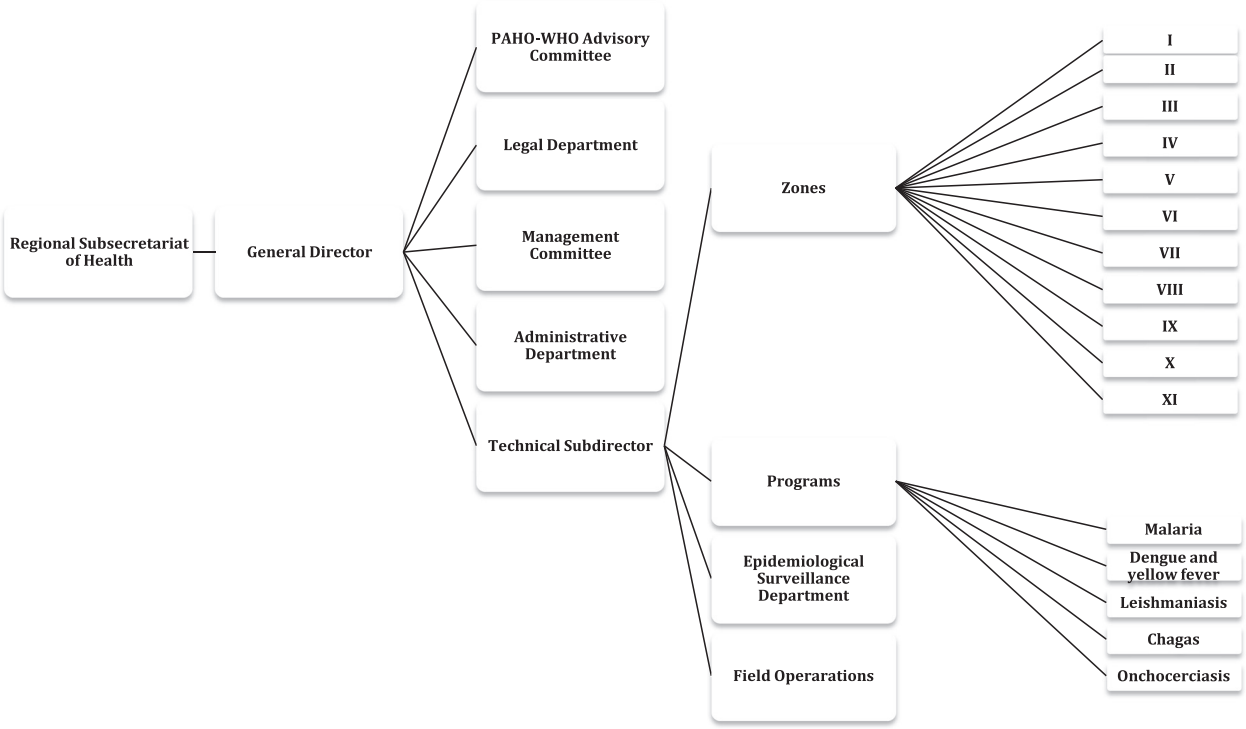 Regional Subsecretariat
of Health
General Director
PAHO-WHO Advisory
Committee
Legal Department
Management
Committee
Administrative
Department
Technical Subdirector
Zones
Programs
Epidemiological
Surveillance
Department
Field Operarations
I
II
III
IV
V
VI
VII
VIII
IX
X
XI
Malaria
Dengue and
yellow fever
Leishmaniasis
Chagas
Onchocerciasis